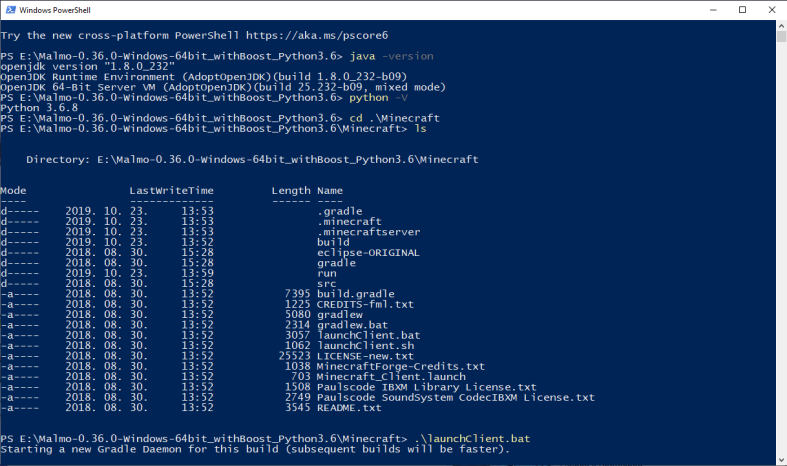 Windows PowerShell
Try the new cross-platform PowerShell https://aka.ms/pscore6
PS E:\Malmo-0.36.0-Windows-64bit_withBoost_Python3.6> java -version
openjdk version "1.8.0_232"
OpenJDK Runtime Environment (AdoptOpenJDK)(build 1.8.0_232-b09)
OpenJDK 64-Bit Server VM (AdoptOpenJDK)(build 25.232-b09, mixed mode)
PS E:\Malmo-0.36.0-Windows-64bit_withBoost_Python3.6> python -V
Python 3.6.8
PS E:\Malmo-0.36.0-Windows-64bit_withBoost_Python3.6> cd .\Minecraft
PS E:\Malmo-0.36.0-Windows-64bit_withBoost_Python3.6\Minecraft> ls
Directory: E:\Malmo-0.36.0-Windows-64bit_withBoost_Python3.6\Minecraft
Mode LastWriteTime Length Name
---- ------------- ------ ----
d----- 2019. 10. 23. 13:53 .gradle
d----- 2019. 10. 23. 13:53 .minecraft
d----- 2019. 10. 23. 13:53 .minecraftserver
d----- 2019. 10. 23. 13:52 build
d----- 2018. 08. 30. 15:28 eclipse-ORIGINAL
d----- 2018. 08. 30. 15:28 gradle
d----- 2019. 10. 23. 13:59 run
d----- 2018. 08. 30. 15:28 src
-a---- 2018. 08. 30. 13:52 7395 build.gradle
-a---- 2018. 08. 30. 13:52 1225 CREDITS-fml.txt
-a---- 2018. 08. 30. 13:52 5080 gradlew
-a---- 2018. 08. 30. 13:52 2314 gradlew.bat
-a---- 2018. 08. 30. 13:52 3057 launchClient.bat
-a---- 2018. 08. 30. 13:52 1062 launchClient.sh
-a---- 2018. 08. 30. 13:52 25523 LICENSE-new.txt
-a---- 2018. 08. 30. 13:52 1038 MinecraftForge-Credits.txt
-a---- 2018. 08. 30. 13:52 703 Minecraft_Client.launch
-a---- 2018. 08. 30. 13:52 1508 Paulscode IBXM Library License.txt
-a---- 2018. 08. 30. 13:52 2749 Paulscode SoundSystem CodecIBXM License.txt
-a---- 2018. 08. 30. 13:52 3545 README.txt
PS E:\Malmo-0.36.0-Windows-64bit_withBoost_Python3.6\Minecraft> .\launchClient.bat
Starting a new Gradle Daemon for this build (subsequent builds will be faster).